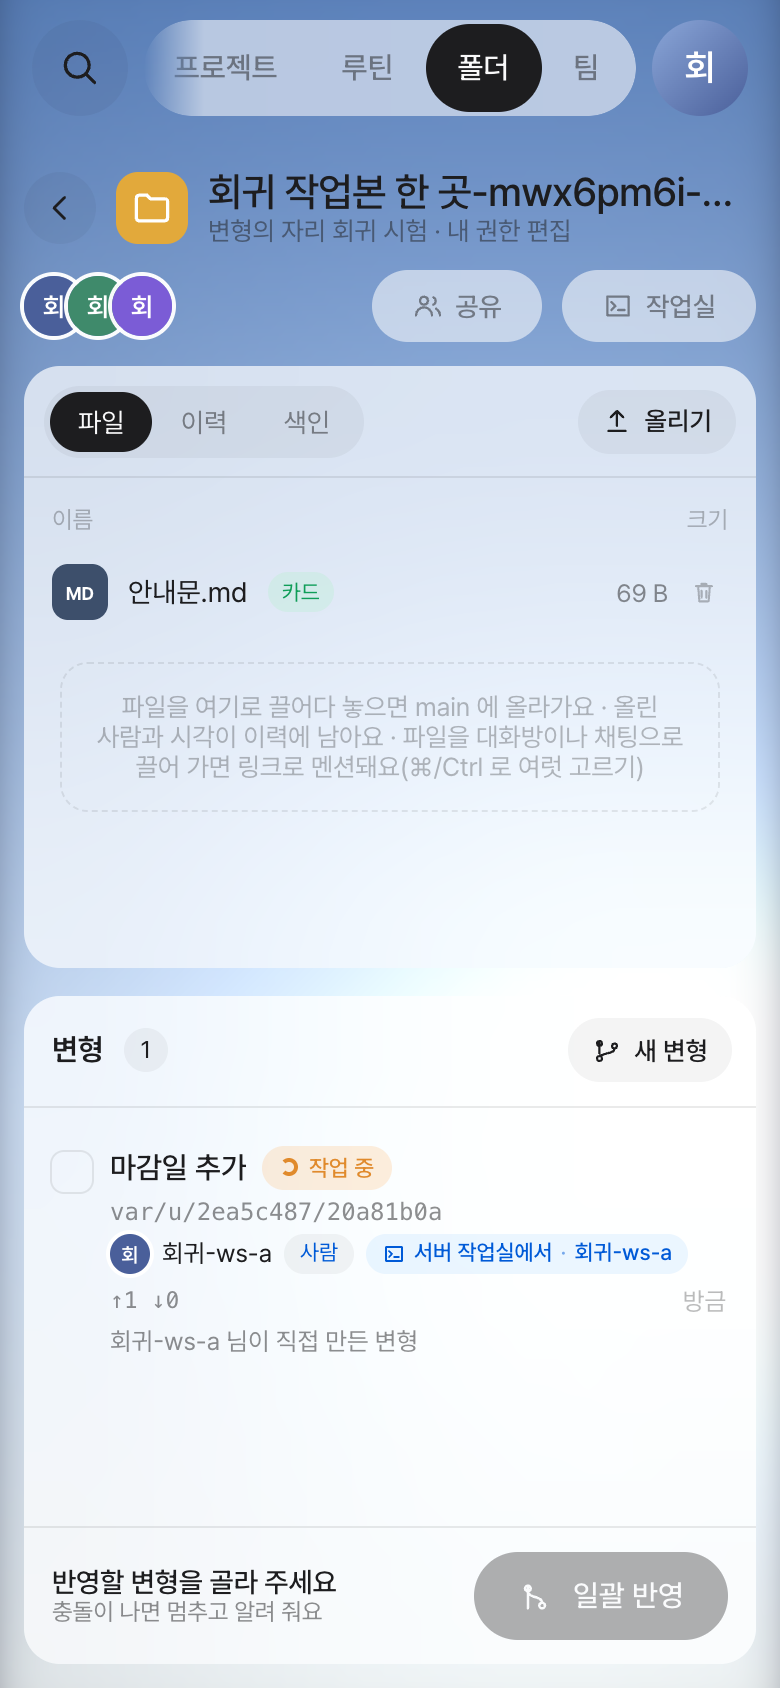 프로젝트 루틴 폴더 팀 회
회귀 작업본 한 곳-mwx6pm6i-...
변형의 자리 회귀 시험 · 내 권한 편집
회 회 회 공유 작업실
파일 이력 색인 올리기
이름 크기
MD 안내문.md 카드 69 B
파일을 여기로 끌어다 놓으면 main 에 올라가요 · 올린
사람과 시각이 이력에 남아요 · 파일을 대화방이나 채팅으로
끌어 가면 링크로 멘션돼요(⌘/Ctrl 로 여럿 고르기)
변형 1 새 변형
마감일 추가 작업 중
var/u/2ea5c487/20a81b0a
회 회귀-ws-a 사람 서버 작업실에서 · 회귀-ws-a
↑1 ↓0 방금
회귀-ws-a 님이 직접 만든 변형
반영할 변형을 골라 주세요
충돌이 나면 멈추고 알려 줘요
일괄 반영